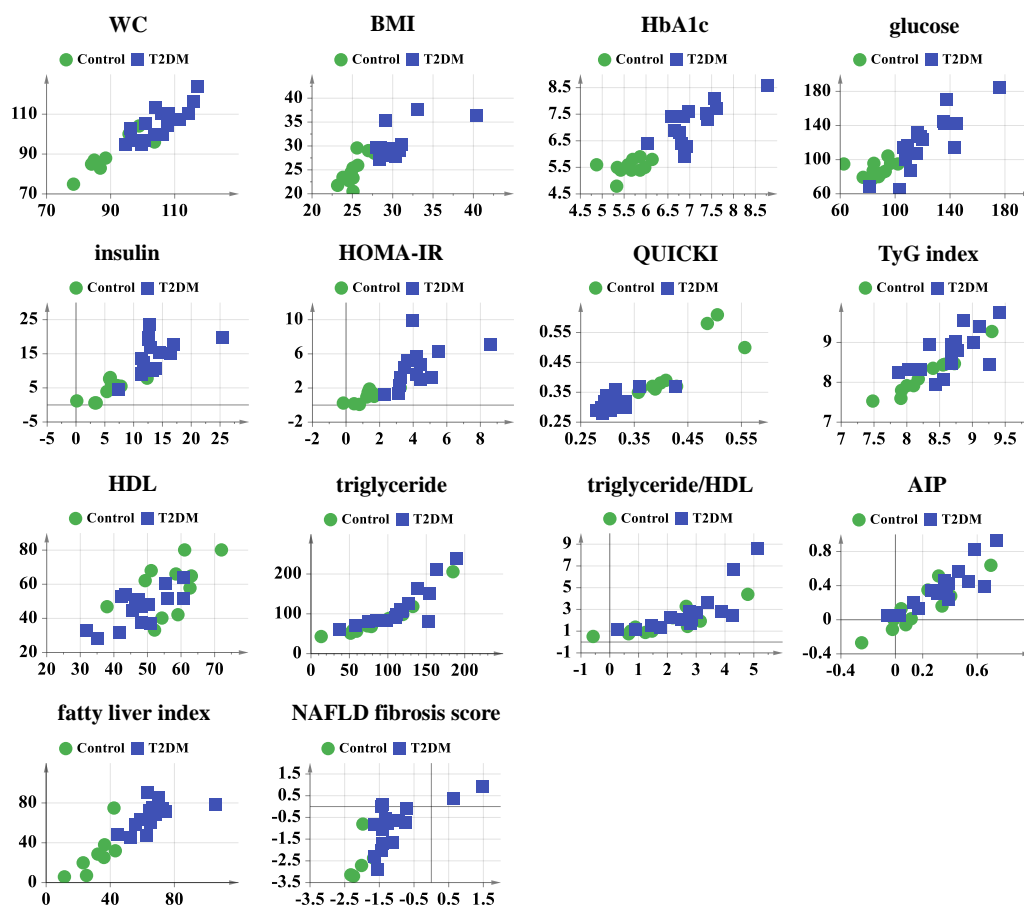 WC
Control T2DM
110
90
70
70 90 110
BMI
Control T2DM
40
35
30
25
20
20 25 30 35 40
HbA1c
Control T2DM
8.5
7.5
6.5
5.5
4.5
4.5 5.5 6 6.5 7.5 8.5
glucose
Control T2DM
180
140
100
60
60 100 140 180
insulin
Control T2DM
25
15
5
-5
-5 0 5 10 15 20 25
HOMA-IR
Control T2DM
10
6
2
-2
-2 0 2 4 6 8
QUICKI
Control T2DM
0.55
0.45
0.35
0.25
0.25 0.35 0.45 0.55
TyG index
Control T2DM
9
8
7
7 7.5 8 8.5 9 9.5
HDL
Control T2DM
80
60
40
20
20 30 40 50 60 70
triglyceride
Control T2DM
200
100
0
0 50 100 150 200
triglyceride/HDL
Control T2DM
9
7
5
3
1
-1
-1 0 1 2 3 4 5
AIP
Control T2DM
0.8
0.4
0
-0.4
-0.4 0 0.2 0.6
fatty liver index
Control T2DM
80
40
0
0 40 80
NAFLD fibrosis score
Control T2DM
1.5
0.5
-0.5
-1.5
-2.5
-3.5
-3.5 -2.5 -1.5 -0.5 0.5 1.5